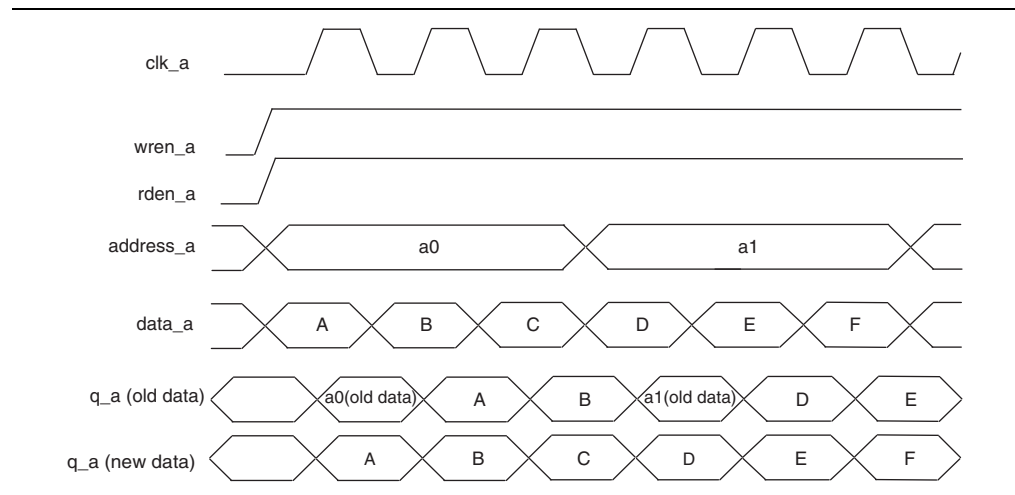 clk_a
wren_a
rden_a
address_a a0 a1
data_a A B C D E F
q_a (old data) a0(old data) A B a1(old data) D E
q_a (new data) A B C D E F